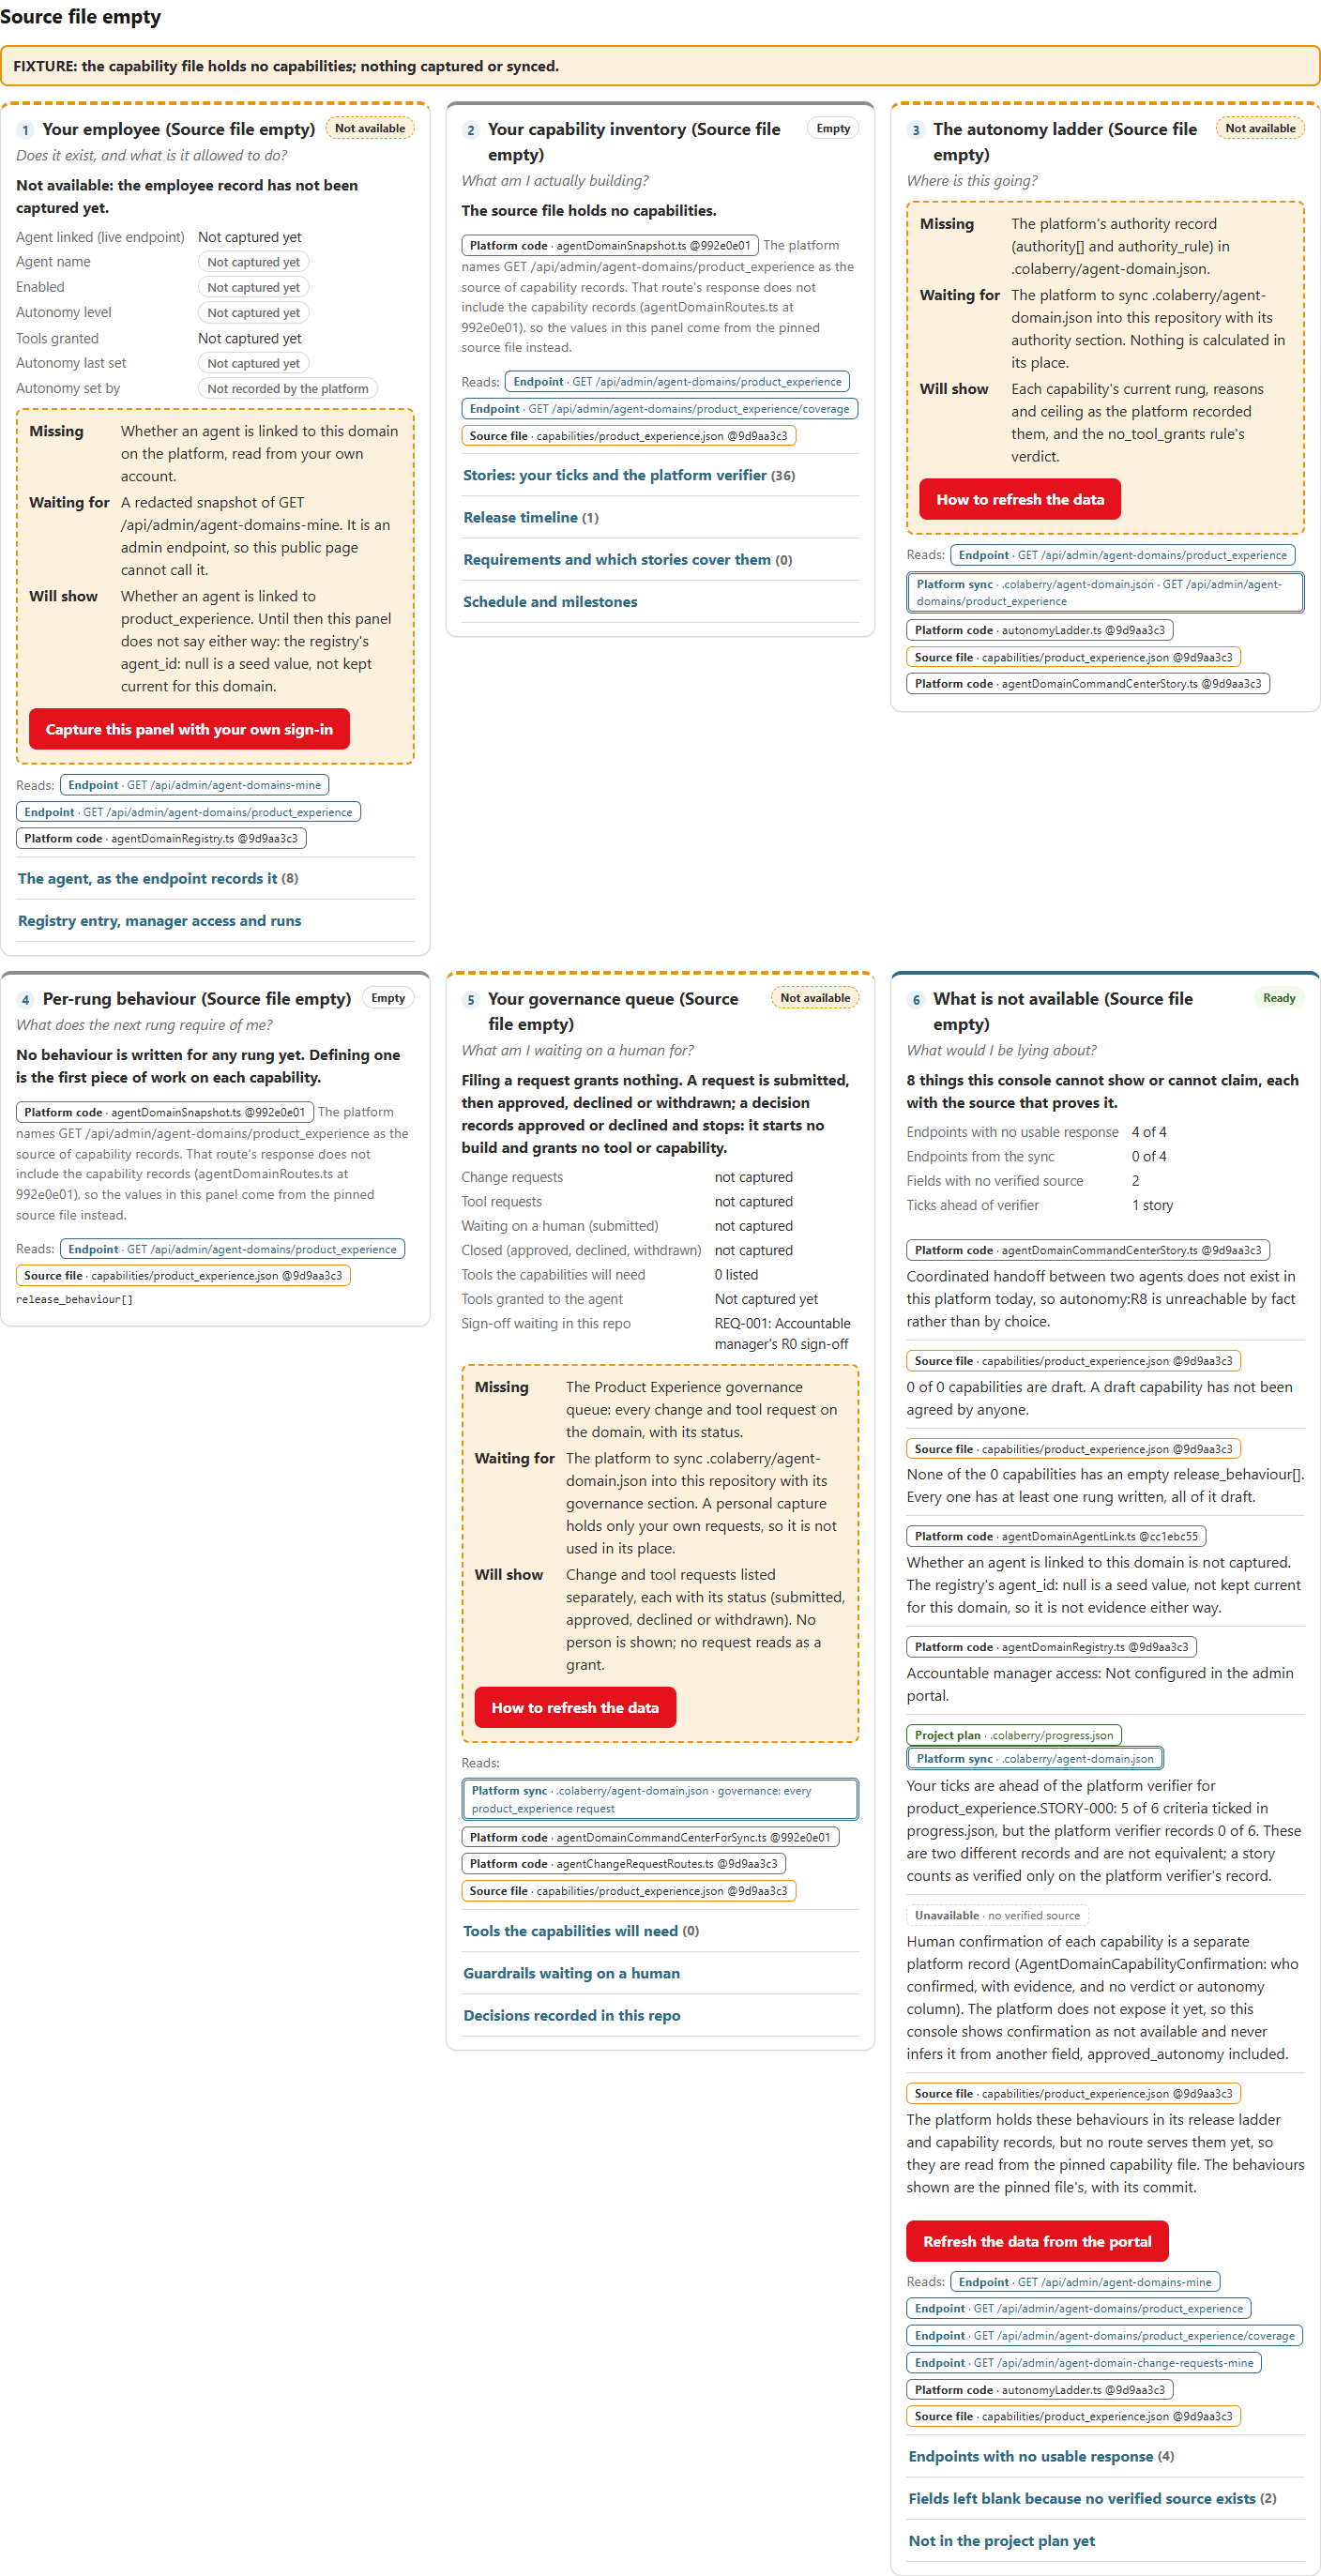 Source file empty
FIXTURE: the capability file holds no capabilities; nothing captured or synced.
1 Your employee (Source file empty) Not available
Does it exist, and what is it allowed to do?
Not available: the employee record has not been
captured yet.
Agent linked (live endpoint) Not captured yet
Agent name Not captured yet
Enabled Not captured yet
Autonomy level Not captured yet
Tools granted Not captured yet
Autonomy last set Not captured yet
Autonomy set by Not recorded by the platform
Missing Whether an agent is linked to this domain
on the platform, read from your own
account.
Waiting for A redacted snapshot of GET
/api/admin/agent-domains-mine. It is an
admin endpoint, so this public page
cannot call it.
Will show Whether an agent is linked to
product_experience. Until then this panel
does not say either way: the registry's
agent_id: null is a seed value, not kept
current for this domain.
Capture this panel with your own sign-in
Reads: Endpoint · GET /api/admin/agent-domains-mine
Endpoint · GET /api/admin/agent-domains/product_experience
Platform code · agentDomainRegistry.ts @9d9aa3c3
The agent, as the endpoint records it (8)
Registry entry, manager access and runs
2 Your capability inventory (Source file Empty
empty)
What am I actually building?
The source file holds no capabilities.
Platform code · agentDomainSnapshot.ts @992e0e01 The platform
names GET /api/admin/agent-domains/product_experience as the
source of capability records. That route's response does not
include the capability records (agentDomainRoutes.ts at
992e0e01), so the values in this panel come from the pinned
source file instead.
Reads: Endpoint · GET /api/admin/agent-domains/product_experience
Endpoint · GET /api/admin/agent-domains/product_experience/coverage
Source file · capabilities/product_experience.json @9d9aa3c3
Stories: your ticks and the platform verifier (36)
Release timeline (1)
Requirements and which stories cover them (0)
Schedule and milestones
3 The autonomy ladder (Source file Not available
empty)
Where is this going?
Missing The platform's authority record
(authority[] and authority_rule) in
.colaberry/agent-domain.json.
Waiting for The platform to sync .colaberry/agent-
domain.json into this repository with its
authority section. Nothing is calculated in
its place.
Will show Each capability's current rung, reasons
and ceiling as the platform recorded
them, and the no_tool_grants rule's
verdict.
How to refresh the data
Reads: Endpoint · GET /api/admin/agent-domains/product_experience
Platform sync · .colaberry/agent-domain.json · GET /api/admin/agent-
domains/product_experience
Platform code · autonomyLadder.ts @9d9aa3c3
Source file · capabilities/product_experience.json @9d9aa3c3
Platform code · agentDomainCommandCenterStory.ts @9d9aa3c3
4 Per-rung behaviour (Source file empty) Empty
What does the next rung require of me?
No behaviour is written for any rung yet. Defining one
is the first piece of work on each capability.
Platform code · agentDomainSnapshot.ts @992e0e01 The platform
names GET /api/admin/agent-domains/product_experience as the
source of capability records. That route's response does not
include the capability records (agentDomainRoutes.ts at
992e0e01), so the values in this panel come from the pinned
source file instead.
Reads: Endpoint · GET /api/admin/agent-domains/product_experience
Source file · capabilities/product_experience.json @9d9aa3c3
release_behaviour[]
5 Your governance queue (Source Not available
file empty)
What am I waiting on a human for?
Filing a request grants nothing. A request is submitted,
then approved, declined or withdrawn; a decision
records approved or declined and stops: it starts no
build and grants no tool or capability.
Change requests not captured
Tool requests not captured
Waiting on a human (submitted) not captured
Closed (approved, declined, withdrawn) not captured
Tools the capabilities will need 0 listed
Tools granted to the agent Not captured yet
Sign-off waiting in this repo REQ-001: Accountable
manager's R0 sign-off
Missing The Product Experience governance
queue: every change and tool request on
the domain, with its status.
Waiting for The platform to sync .colaberry/agent-
domain.json into this repository with its
governance section. A personal capture
holds only your own requests, so it is not
used in its place.
Will show Change and tool requests listed
separately, each with its status (submitted,
approved, declined or withdrawn). No
person is shown; no request reads as a
grant.
How to refresh the data
Reads:
Platform sync · .colaberry/agent-domain.json · governance: every
product_experience request
Platform code · agentDomainCommandCenterForSync.ts @992e0e01
Platform code · agentChangeRequestRoutes.ts @9d9aa3c3
Source file · capabilities/product_experience.json @9d9aa3c3
Tools the capabilities will need (0)
Guardrails waiting on a human
Decisions recorded in this repo
6 What is not available (Source file Ready
empty)
What would I be lying about?
8 things this console cannot show or cannot claim, each
with the source that proves it.
Endpoints with no usable response 4 of 4
Endpoints from the sync 0 of 4
Fields with no verified source 2
Ticks ahead of verifier 1 story
Platform code · agentDomainCommandCenterStory.ts @9d9aa3c3
Coordinated handoff between two agents does not exist in
this platform today, so autonomy:R8 is unreachable by fact
rather than by choice.
Source file · capabilities/product_experience.json @9d9aa3c3
0 of 0 capabilities are draft. A draft capability has not been
agreed by anyone.
Source file · capabilities/product_experience.json @9d9aa3c3
None of the 0 capabilities has an empty release_behaviour[].
Every one has at least one rung written, all of it draft.
Platform code · agentDomainAgentLink.ts @cc1ebc55
Whether an agent is linked to this domain is not captured.
The registry's agent_id: null is a seed value, not kept current
for this domain, so it is not evidence either way.
Platform code · agentDomainRegistry.ts @9d9aa3c3
Accountable manager access: Not configured in the admin
portal.
Project plan · .colaberry/progress.json
Platform sync · .colaberry/agent-domain.json
Your ticks are ahead of the platform verifier for
product_experience.STORY-000: 5 of 6 criteria ticked in
progress.json, but the platform verifier records 0 of 6. These
are two different records and are not equivalent; a story
counts as verified only on the platform verifier's record.
Unavailable · no verified source
Human confirmation of each capability is a separate
platform record (AgentDomainCapabilityConfirmation: who
confirmed, with evidence, and no verdict or autonomy
column). The platform does not expose it yet, so this
console shows confirmation as not available and never
infers it from another field, approved_autonomy included.
Source file · capabilities/product_experience.json @9d9aa3c3
The platform holds these behaviours in its release ladder
and capability records, but no route serves them yet, so
they are read from the pinned capability file. The behaviours
shown are the pinned file's, with its commit.
Refresh the data from the portal
Reads: Endpoint · GET /api/admin/agent-domains-mine
Endpoint · GET /api/admin/agent-domains/product_experience
Endpoint · GET /api/admin/agent-domains/product_experience/coverage
Endpoint · GET /api/admin/agent-domain-change-requests-mine
Platform code · autonomyLadder.ts @9d9aa3c3
Source file · capabilities/product_experience.json @9d9aa3c3
Endpoints with no usable response (4)
Fields left blank because no verified source exists (2)
Not in the project plan yet